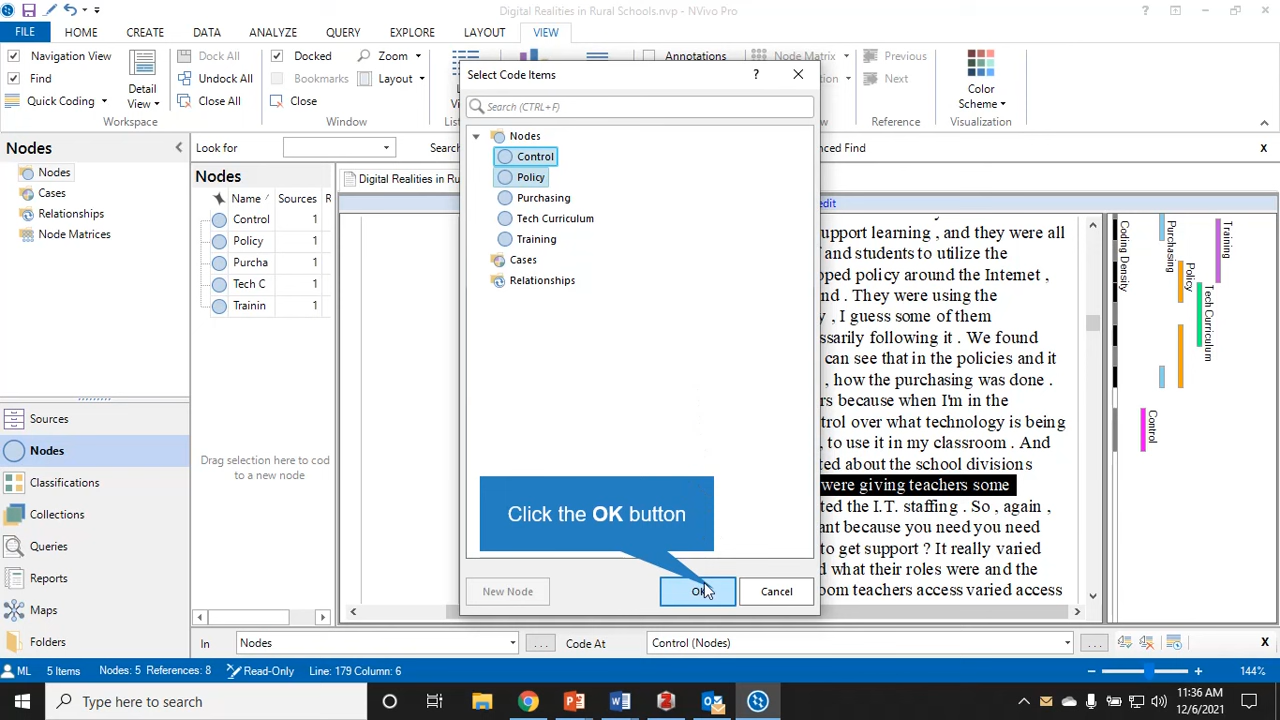 Digital Realities in Rural Schools.nvp - NVivo Pro
FILE HOME CREATE DATA ANALYZE QUERY EXPLORE LAYOUT VIEW
Navigation View
Find
Quick Coding
Detail View
Workspace
Dock All
Undock All
Close All
Docked
Bookmarks
Close
Window
Zoom
Layout
Annotations
Node Matrix
Previous
Next
Reference
Color Scheme
Visualization
Nodes
Nodes
Cases
Relationships
Node Matrices
Sources
Nodes
Classifications
Collections
Queries
Reports
Maps
Folders
Look for
Search
Find
Nodes
Name Sources
Control 1
Policy 1
Purcha 1
Tech C 1
Trainin 1
Drag selection here to cod
to a new node
Digital Realities in Ru
edit
Select Code Items
?
Search (CTRL+F)
Nodes
Control
Policy
Purchasing
Tech Curriculum
Training
Cases
Relationships
Click the OK button
New Node OK Cancel
upport learning , and they were all
and students to utilize the
ped policy around the Internet ,
nd . They were using the
y , I guess some of them
ssarily following it . We found
can see that in the policies and it
, how the purchasing was done .
rs because when I'm in the
trol over what technology is being
, to use it in my classroom . And
ted about the school divisions
were giving teachers some
ted the I.T. staffing . So , again ,
ant because you need you need
to get support ? It really varied
d what their roles were and the
om teachers access varied access
Coding Density
Purchasing
Policy
Tech Curriculum
Training
Control
In Nodes ... Code At Control (Nodes) ...
ML 5 Items Nodes: 5 References: 8 Read-Only Line: 179 Column: 6 144%
Type here to search
11:36 AM
12/6/2021